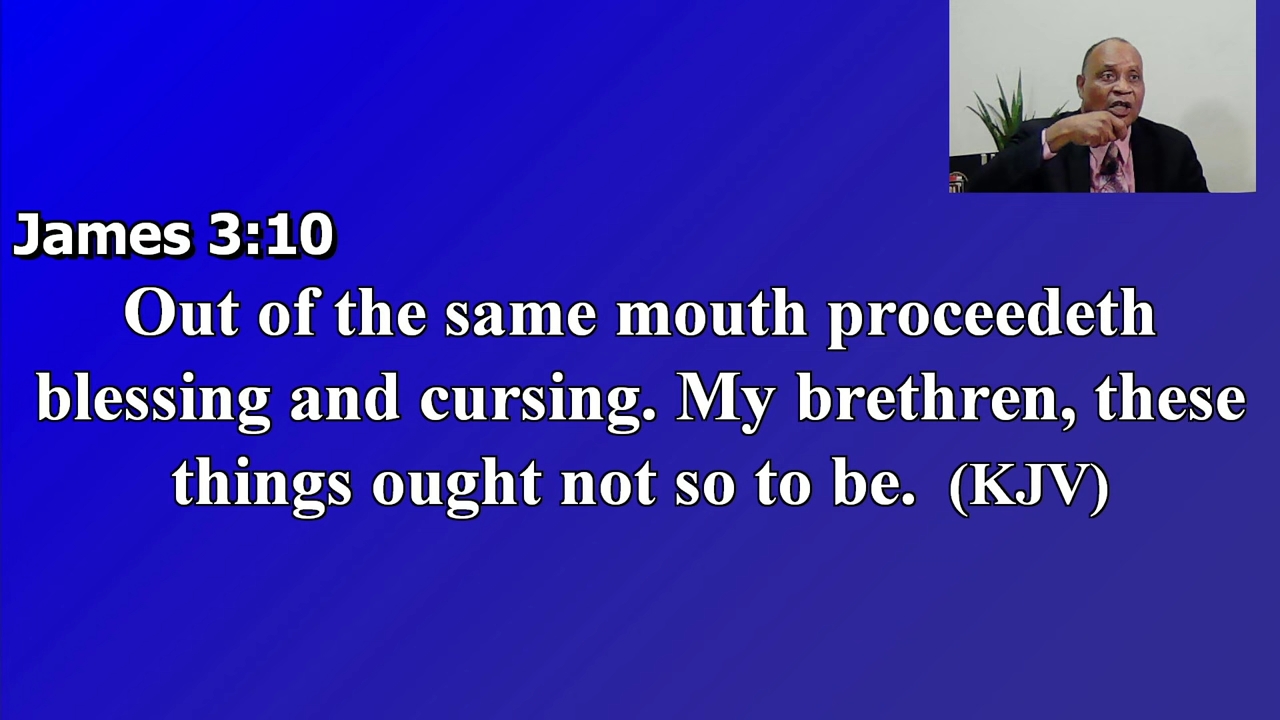 James 3:10
Out of the same mouth proceedeth
blessing and cursing. My brethren, these
things ought not so to be. (KJV)